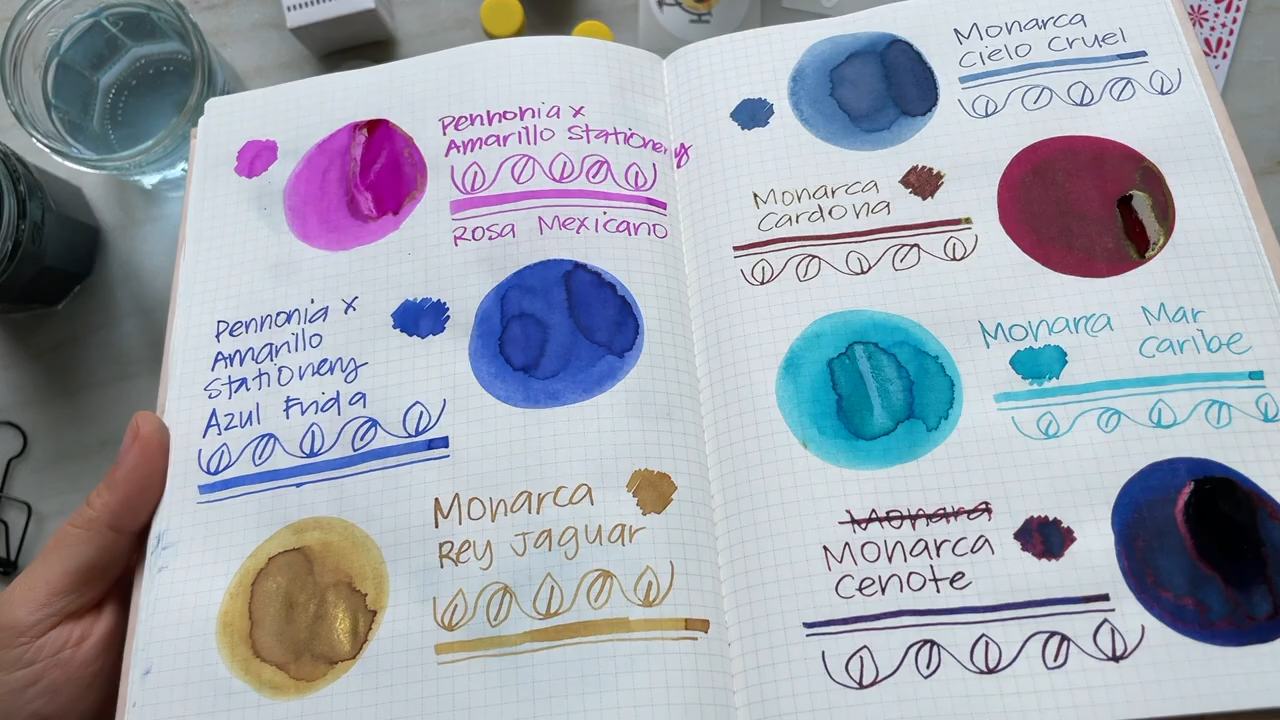 Pennonia x
Amarillo Stationery
Rosa Mexicano
Pennonia x
Amarillo
Stationery
Azul Frida
Monarca
Rey Jaguar
Monarca
Cielo Cruel
Monarca
Cardona
Monarca Mar
Caribe
Monara
Monarca
Cenote